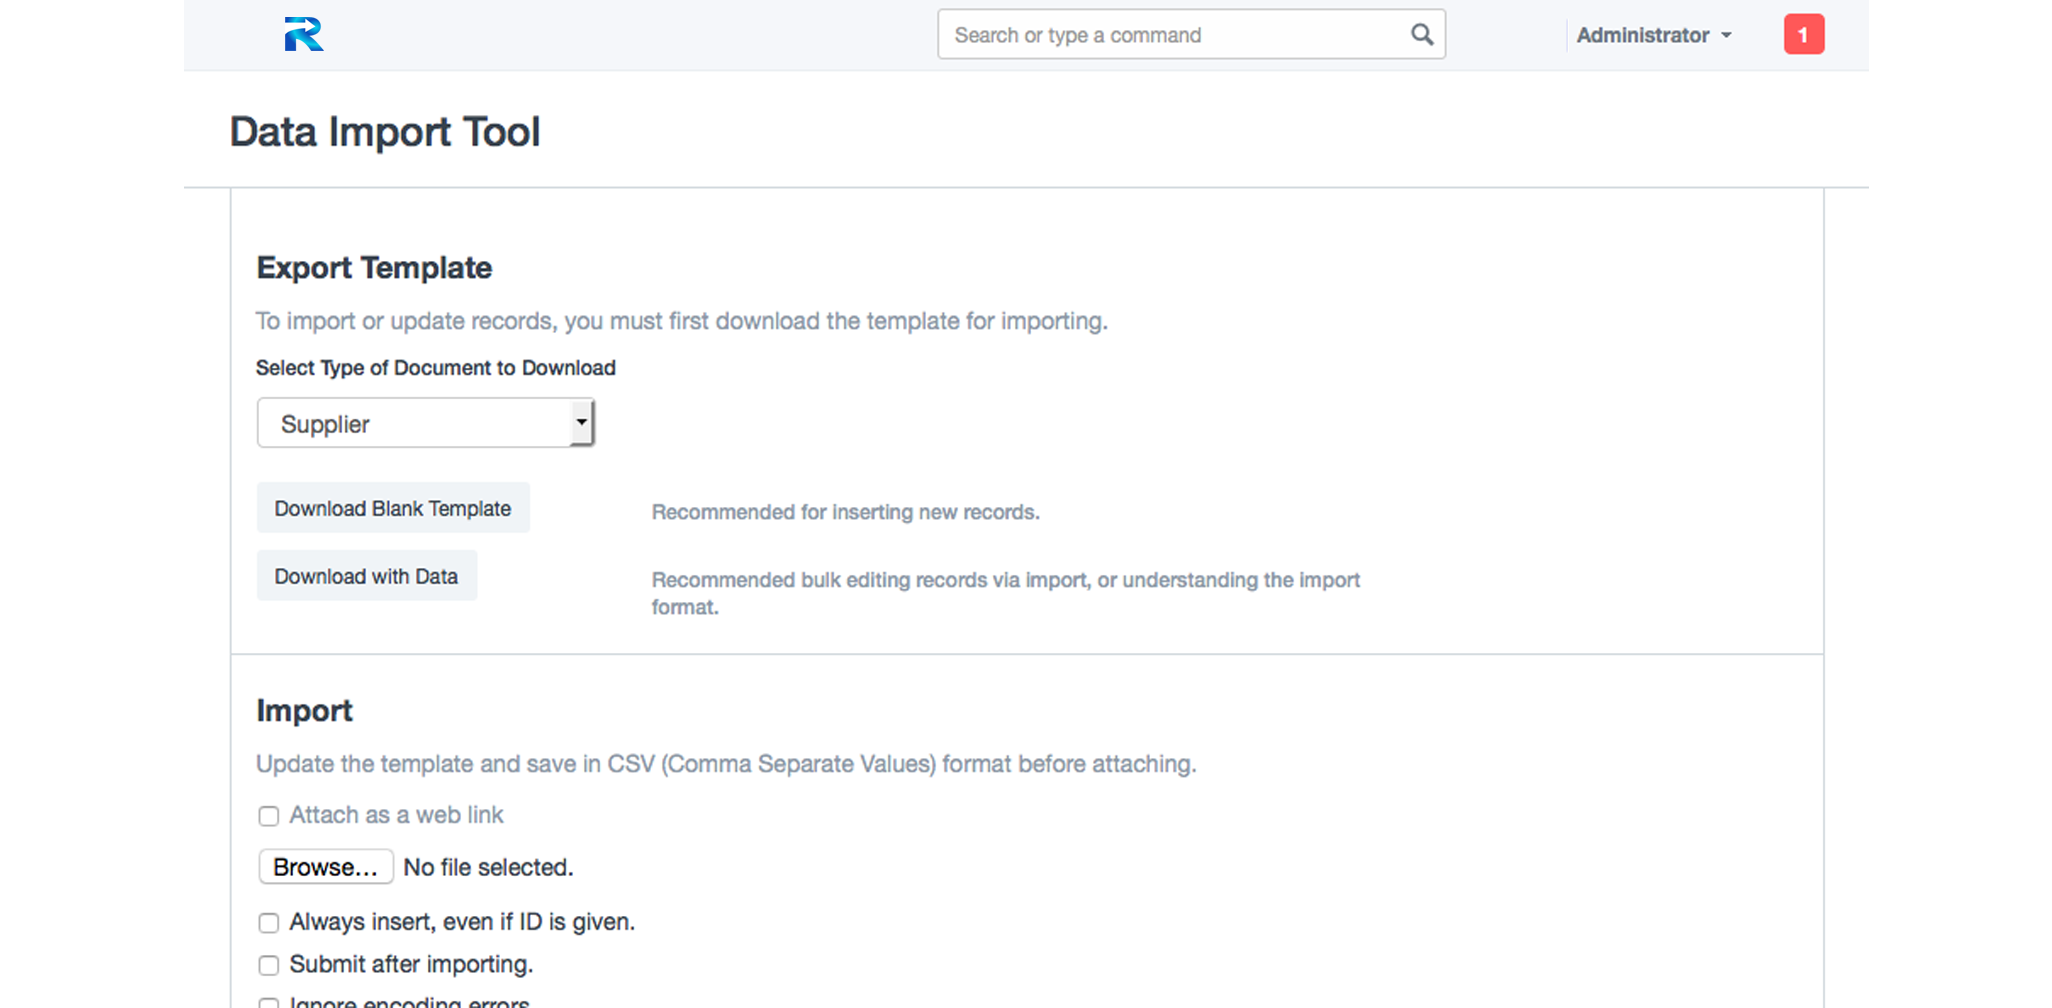 Search or type a command
Administrator
1
Data Import Tool
Export Template
To import or update records, you must first download the template for importing.
Select Type of Document to Download
Supplier
Download Blank Template
Recommended for inserting new records.
Download with Data
Recommended bulk editing records via import, or understanding the import
format.
Import
Update the template and save in CSV (Comma Separate Values) format before attaching.
Attach as a web link
Browse... No file selected.
Always insert, even if ID is given.
Submit after importing.
Ignore encoding errors.